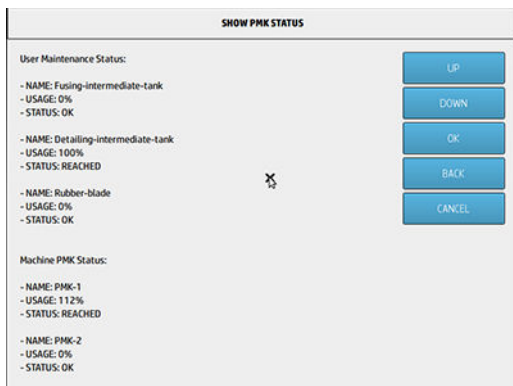 SHOW PMK STATUS
User Maintenance Status:
- NAME: Fusing-intermediate-tank
- USAGE: 0%
- STATUS: OK
- NAME: Detailing-intermediate-tank
- USAGE: 100%
- STATUS: REACHED
- NAME: Rubber-blade
- USAGE: 0%
- STATUS: OK
Machine PMK Status:
- NAME: PMK-1
- USAGE: 112%
- STATUS: REACHED
- NAME: PMK-2
- USAGE: 0%
- STATUS: OK
UP
DOWN
OK
BACK
CANCEL